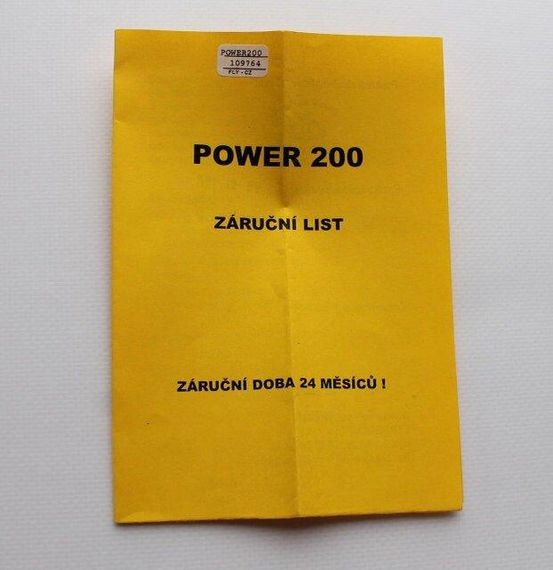 POWER200
109764
FLY - CZ
POWER 200
ZÁRUČNÍ LIST
ZÁRUČNÍ DOBA 24 MĚSÍCŮ !